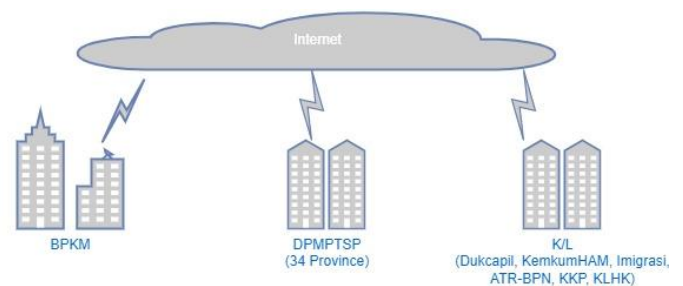 Internet
BPKM
DPMPTSP
(34 Province)
K/L
(Dukcapil, KemkumHAM, Imigrasi,
ATR-BPN, KKP, KLHK)